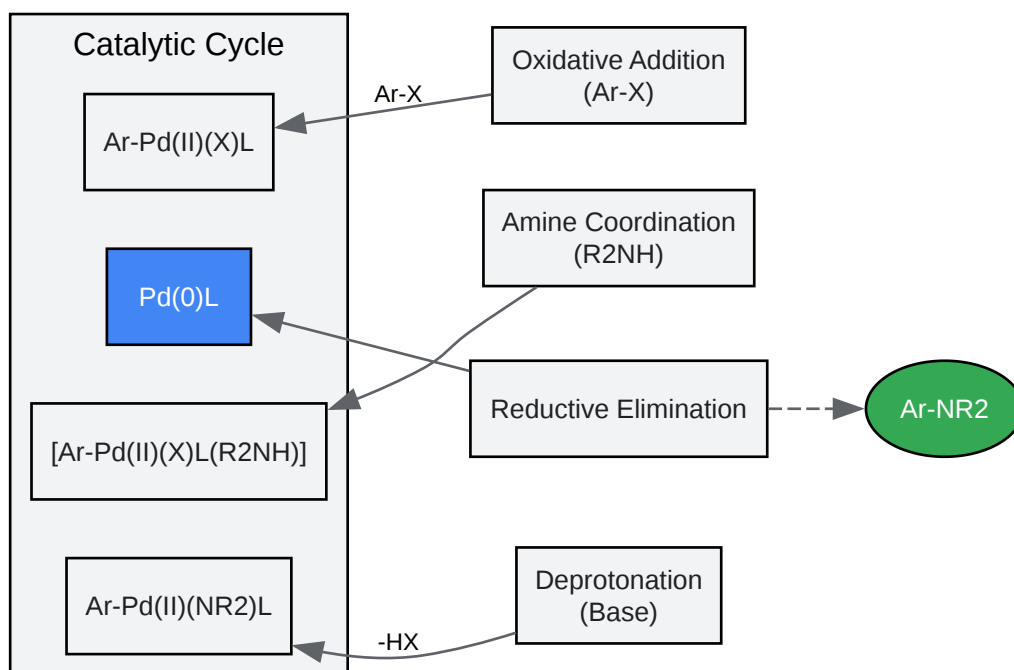 Catalytic Cycle
Oxidative Addition
(Ar-X)
Ar-X
Ar-Pd(II)(X)L
Amine Coordination
(R2NH)
Pd(0)L
Reductive Elimination
Ar-NR2
[Ar-Pd(II)(X)L(R2NH)]
Deprotonation
(Base)
-HX
Ar-Pd(II)(NR2)L